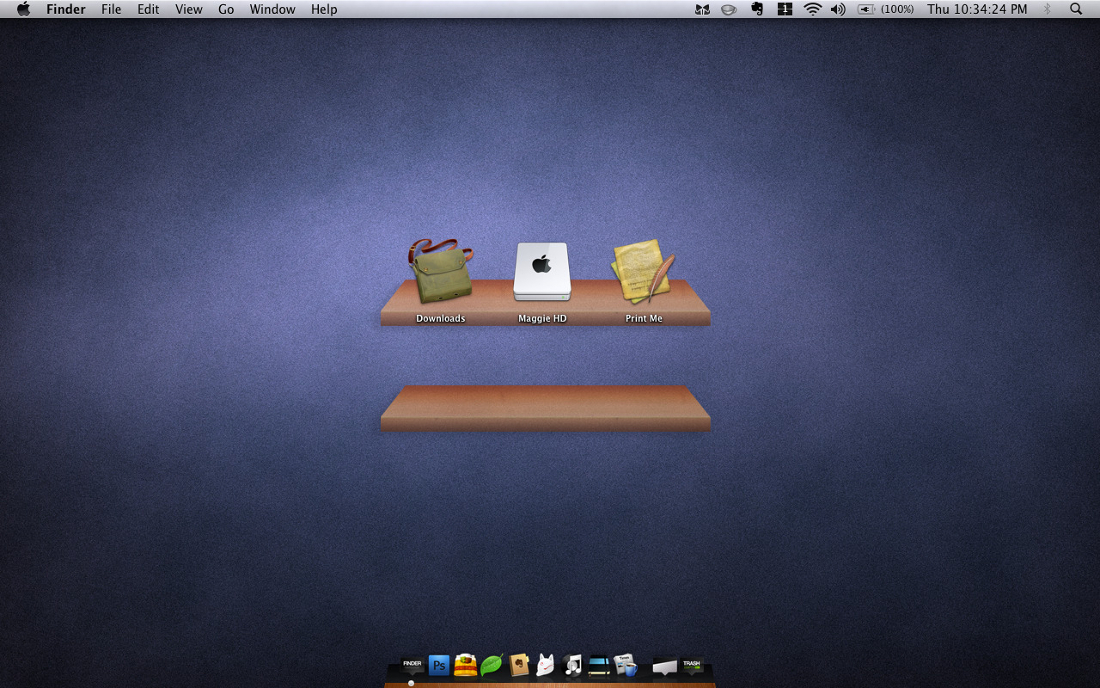 Finder File Edit View Go Window Help 1 (100%) Thu 10:34:24 PM
Downloads Maggie HD Print Me
FINDER Ps TRASH